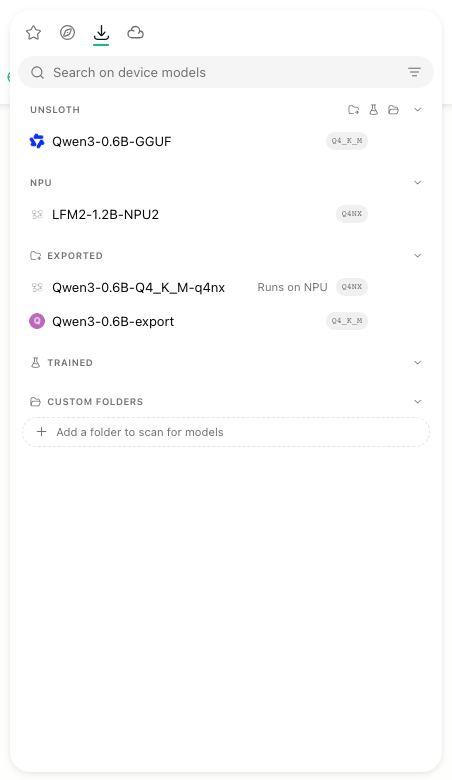 Search on device models
UNSLOTH
Qwen3-0.6B-GGUF Q4_K_M
NPU
LFM2-1.2B-NPU2 Q4NX
EXPORTED
Qwen3-0.6B-Q4_K_M-q4nx Runs on NPU Q4NX
Q Qwen3-0.6B-export Q4_K_M
TRAINED
CUSTOM FOLDERS
+ Add a folder to scan for models